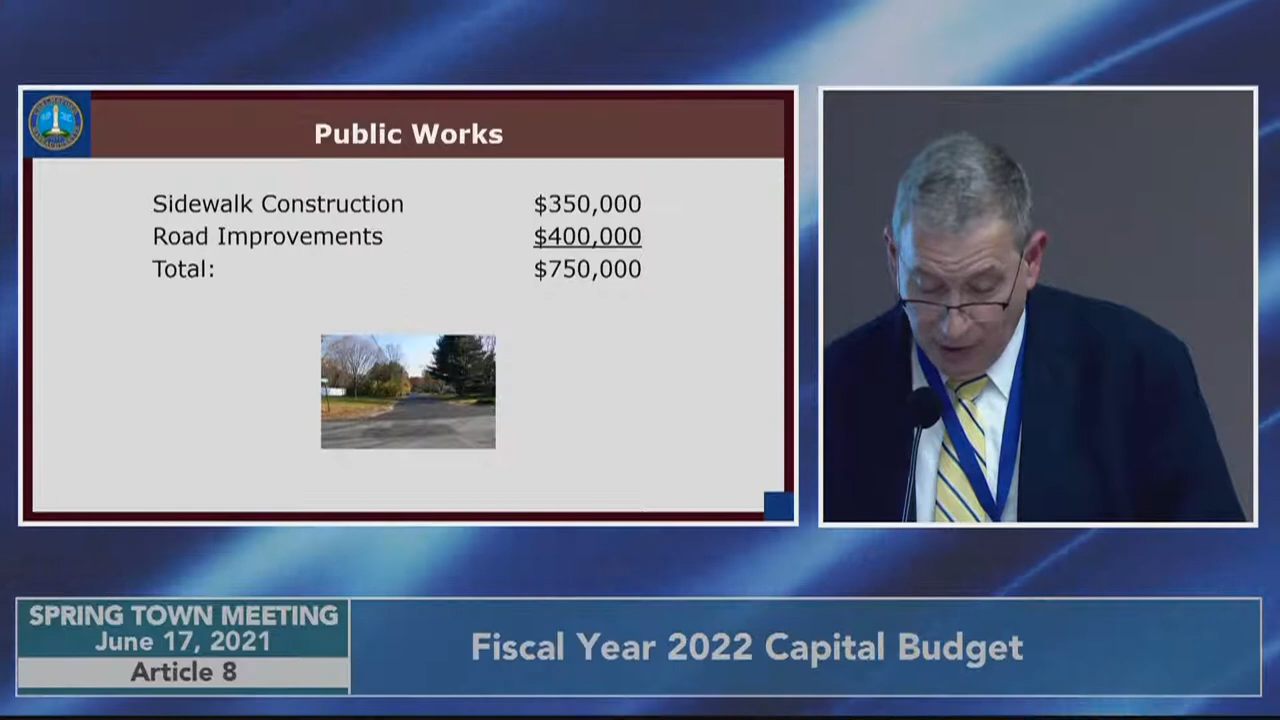 Public Works
Sidewalk Construction $350,000
Road Improvements $400,000
Total: $750,000
SPRING TOWN MEETING
June 17, 2021
Article 8
Fiscal Year 2022 Capital Budget